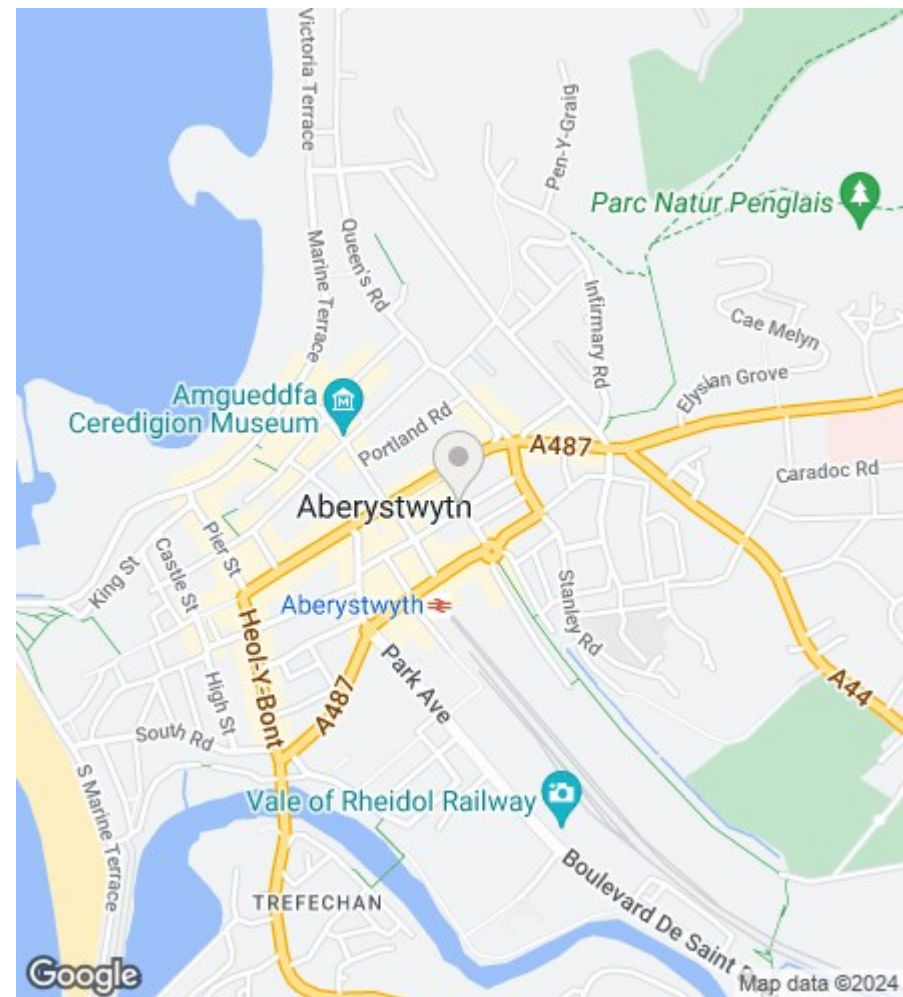 Victoria Terrace
Pen-Y-Graig
Parc Natur Penglais
Marine Terrace
Queen's Rd
Infirmary Rd
Cae Melyn
Elysian Grove
Amgueddfa
Ceredigion Museum
Portland Rd
A487
Caradoc Rd
Aberystwyth
Pier St
King St
Castle St
Stanley Rd
Aberystwyth
Heol-Y-Bont
High St
Park Ave
A487
A44
South Rd
S Marine Terrace
Vale of Rheidol Railway
TREFECHAN
Boulevard De Saint
Google
Map data ©2024